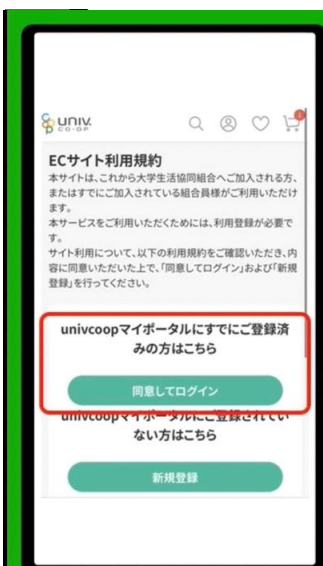 univ.
CO-OP
1
ECサイト利用規約
本サイトは、これから大学生活協同組合へご加入される方、
またはすでにご加入されている組合員様がご利用いただけ
ます。
本サービスをご利用いただくためには、利用登録が必要で
す。
サイト利用について、以下の利用規約をご確認いただき、内
容に同意いただいた上で、「同意してログイン」および「新規
登録」を行ってください。
univcoopマイポータルにすでにご登録済
みの方はこちら
同意してログイン
univcoopマイポータルにご登録されてい
ない方はこちら
新規登録